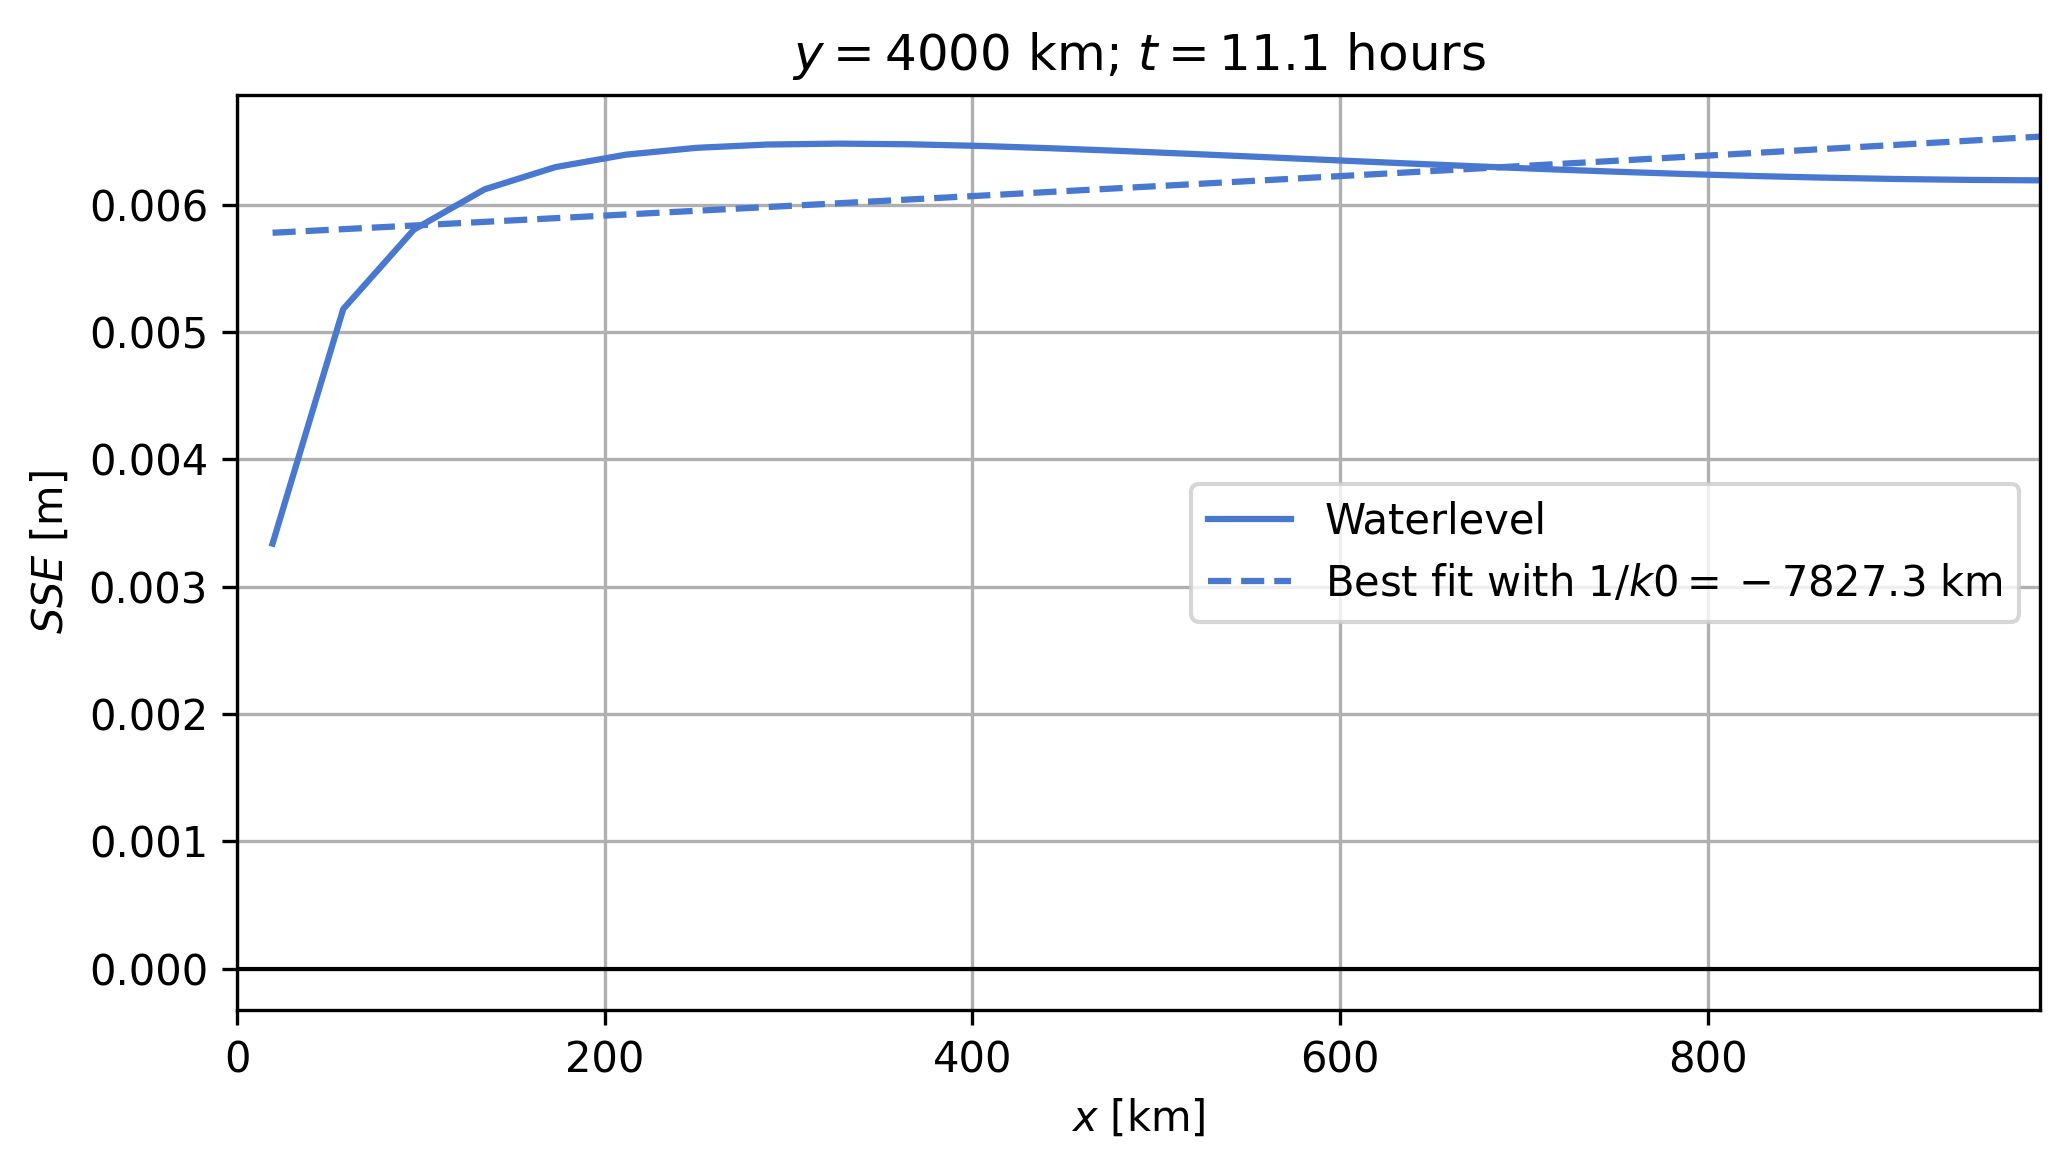 y = 4000 km; t = 11.1 hours
SSE [m]
0.006
0.005
0.004
0.003
0.002
0.001
0.000
Waterlevel
Best fit with 1/k0 = −7827.3 km
0 200 400 600 800
x [km]